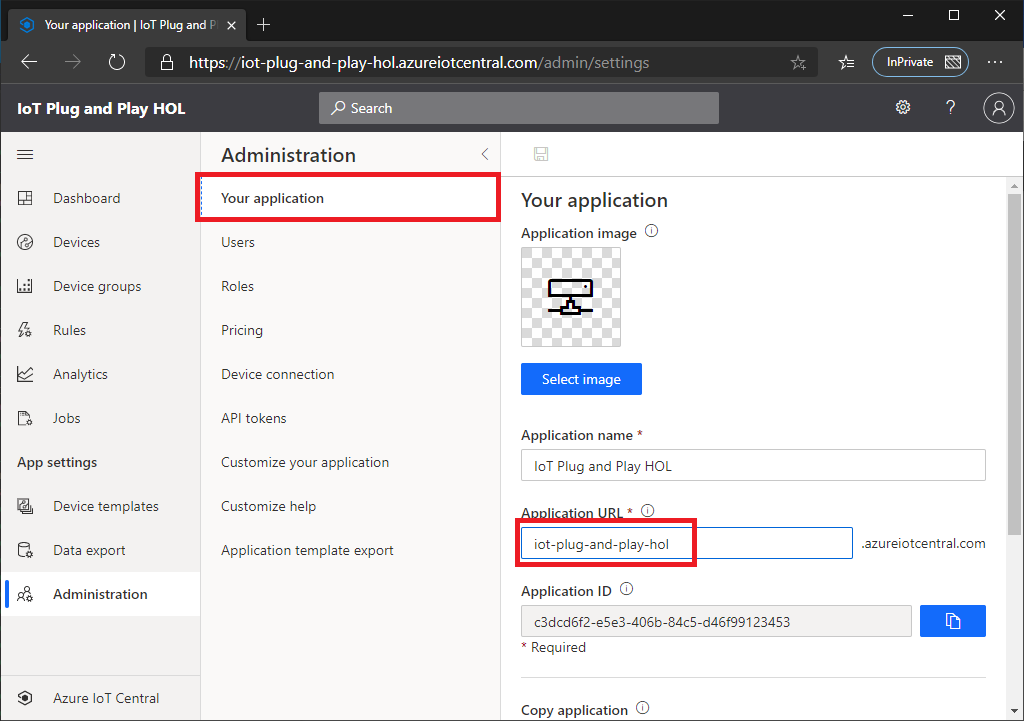 Your application | IoT Plug and P
https://iot-plug-and-play-hol.azureiotcentral.com/admin/settings
InPrivate
IoT Plug and Play HOL
Search
?
Dashboard
Devices
Device groups
Rules
Analytics
Jobs
App settings
Device templates
Data export
Administration
Azure IoT Central
Administration
Your application
Users
Roles
Pricing
Device connection
API tokens
Customize your application
Customize help
Application template export
Your application
Application image
Select image
Application name *
IoT Plug and Play HOL
Application URL *
iot-plug-and-play-hol .azureiotcentral.com
Application ID
c3dcd6f2-e5e3-406b-84c5-d46f99123453
* Required
Copy application